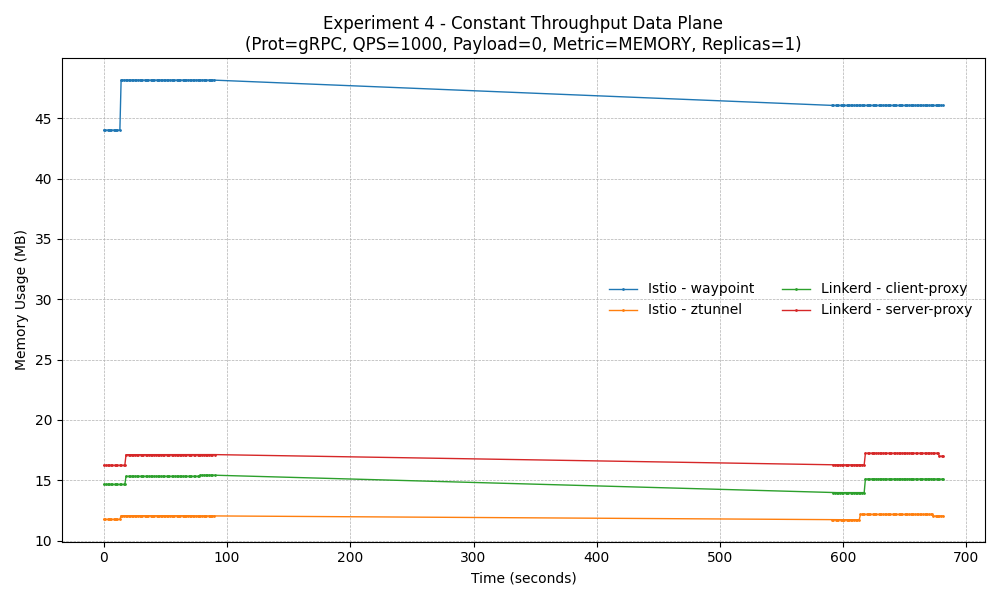 Experiment 4 - Constant Throughput Data Plane
(Prot=gRPC, QPS=1000, Payload=0, Metric=MEMORY, Replicas=1)
Memory Usage (MB)
45
40
35
30
25
20
15
10
Istio - waypoint
Istio - ztunnel
Linkerd - client-proxy
Linkerd - server-proxy
0 100 200 300 400 500 600 700
Time (seconds)